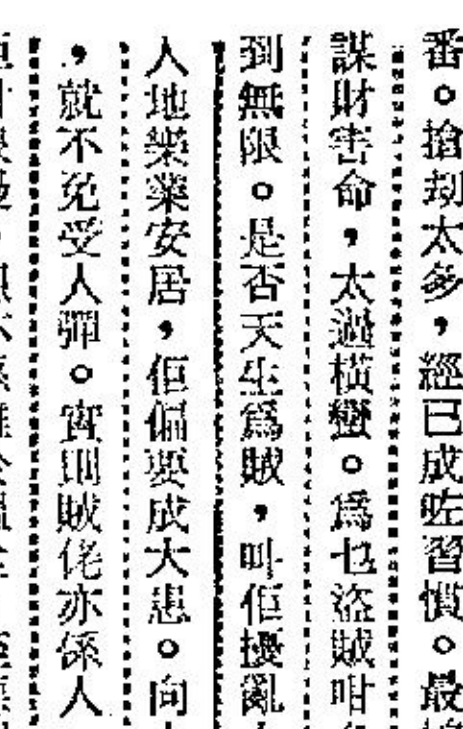 番。搶劫太多，經已成咗習慣。最
謀財害命，太過橫蠻。爲乜盜賊咁
到無限。是否天生爲賊，叫佢擾亂
人地樂業安居，佢偏要成大患。向
，就不免受人彈。實則賊佬亦係人